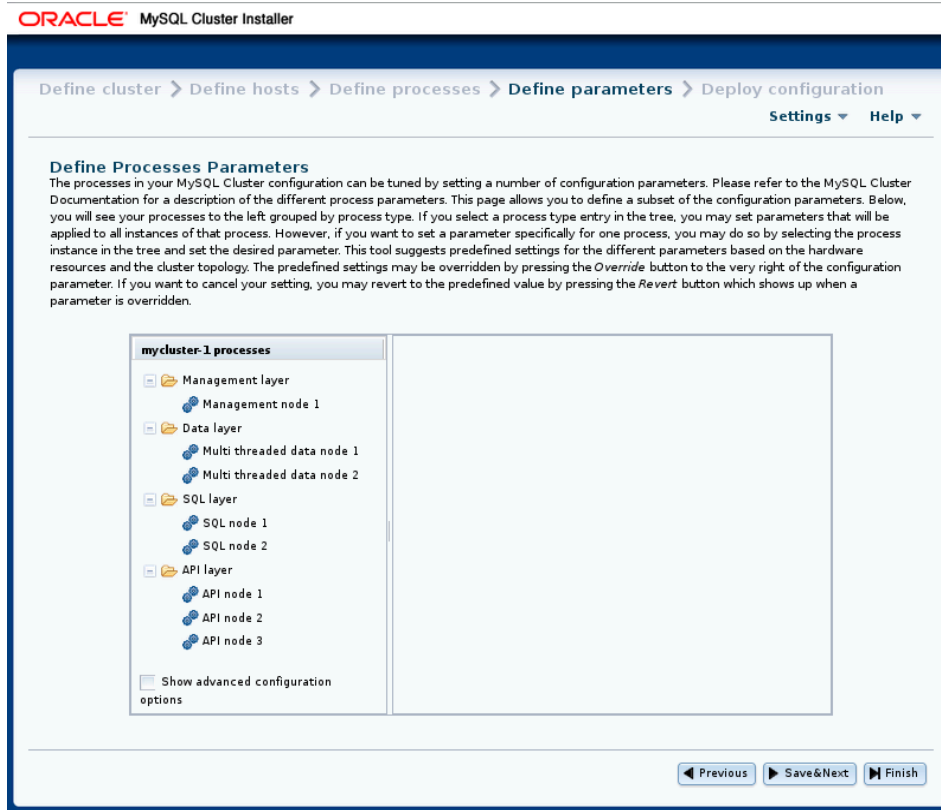 ORACLE® MySQL Cluster Installer
Define cluster > Define hosts > Define processes > Define parameters > Deploy configuration
Settings Help
Define Processes Parameters
The processes in your MySQL Cluster configuration can be tuned by setting a number of configuration parameters. Please refer to the MySQL Cluster
Documentation for a description of the different process parameters. This page allows you to define a subset of the configuration parameters. Below,
you will see your processes to the left grouped by process type. If you select a process type entry in the tree, you may set parameters that will be
applied to all instances of that process. However, if you want to set a parameter specifically for one process, you may do so by selecting the process
instance in the tree and set the desired parameter. This tool suggests predefined settings for the different parameters based on the hardware
resources and the cluster topology. The predefined settings may be overridden by pressing the Override button to the very right of the configuration
parameter. If you want to cancel your setting, you may revert to the predefined value by pressing the Revert button which shows up when a
parameter is overridden.
mycluster-1 processes
Management layer
Management node 1
Data layer
Multi threaded data node 1
Multi threaded data node 2
SQL layer
SQL node 1
SQL node 2
API layer
API node 1
API node 2
API node 3
Show advanced configuration
options
Previous Save&Next Finish